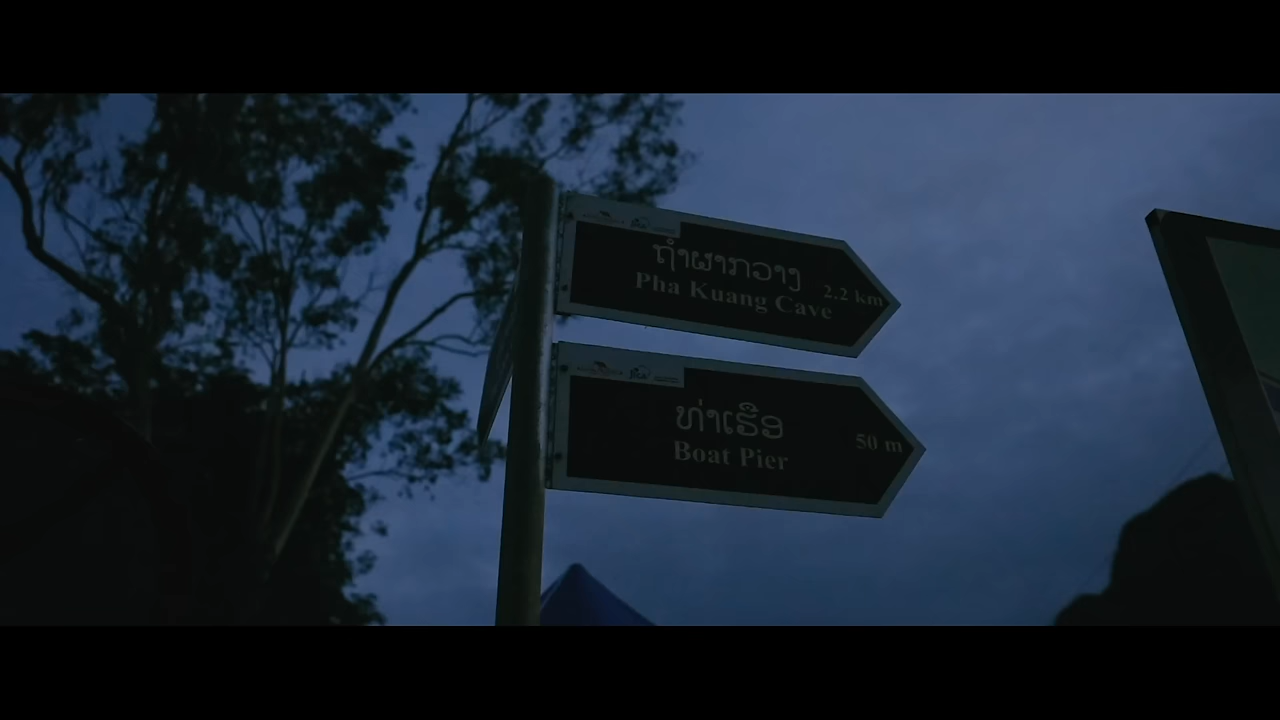 ຖ້ຳຜາກວາງ
Pha Kuang Cave
2.2 km
ທ່າເຮືອ
Boat Pier
50 m